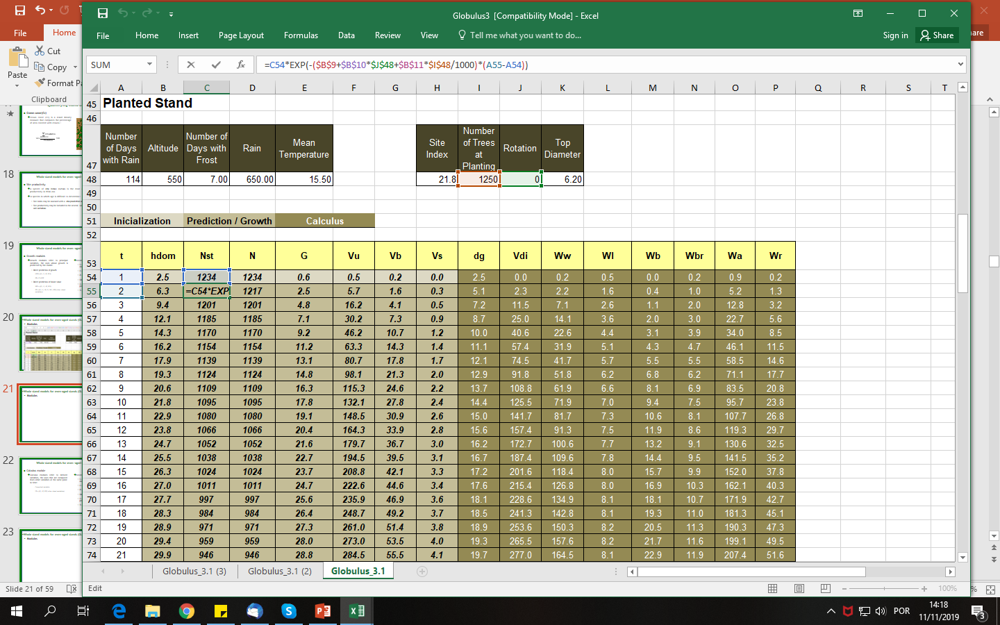 File
Home
Cut
Copy
Paste
Format P
Clipboard
18
19
20
21
22
23
Slide 21 of 59
Globulus3 [Compatibility Mode] - Excel
File Home Insert Page Layout Formulas Data Review View Tell me what you want to do... Sign in Share
are
SUM =C54*EXP(-($B$9+$B$10*$J$48+$B$11*$I$48/1000)*(A55-A54))
A B C D E F G H I J K L M N O P Q R S T
45 Planted Stand
46
47 Number of Days with Rain Altitude Number of Days with Frost Rain Mean Temperature Site Index Number of Trees at Planting Rotation Top Diameter
48 114 550 7.00 650.00 15.50 21.8 1250 0 6.20
49
50
51 Inicialization Prediction / Growth Calculus
52
53 t hdom Nst N G Vu Vb Vs dg Vdi Ww Wl Wb Wbr Wa Wr
54 1 2.5 1234 1234 0.6 0.5 0.2 0.0 2.5 0.0 0.2 0.5 0.0 0.2 0.9 0.2
55 2 6.3 =C54*EXP 1217 2.5 5.7 1.6 0.3 5.1 2.3 2.2 1.6 0.4 1.0 5.2 1.3
56 3 9.4 1201 1201 4.8 16.2 4.1 0.5 7.2 11.5 7.1 2.6 1.1 2.0 12.8 3.2
57 4 12.1 1185 1185 7.1 30.2 7.3 0.9 8.7 25.0 14.1 3.6 2.0 3.0 22.7 5.6
58 5 14.3 1170 1170 9.2 46.2 10.7 1.2 10.0 40.6 22.6 4.4 3.1 3.9 34.0 8.5
59 6 16.2 1154 1154 11.2 63.3 14.3 1.4 11.1 57.4 31.9 5.1 4.3 4.7 46.1 11.5
60 7 17.9 1139 1139 13.1 80.7 17.8 1.7 12.1 74.5 41.7 5.7 5.5 5.5 58.5 14.6
61 8 19.3 1124 1124 14.8 98.1 21.3 2.0 12.9 91.8 51.8 6.2 6.8 6.2 71.1 17.7
62 9 20.6 1109 1109 16.3 115.3 24.6 2.2 13.7 108.8 61.9 6.6 8.1 6.9 83.5 20.8
63 10 21.8 1095 1095 17.8 132.1 27.8 2.4 14.4 125.5 71.9 7.0 9.4 7.5 95.7 23.8
64 11 22.9 1080 1080 19.1 148.5 30.9 2.6 15.0 141.7 81.7 7.3 10.6 8.1 107.7 26.8
65 12 23.8 1066 1066 20.4 164.3 33.9 2.8 15.6 157.4 91.3 7.5 11.9 8.6 119.3 29.7
66 13 24.7 1052 1052 21.6 179.7 36.7 3.0 16.2 172.7 100.6 7.7 13.2 9.1 130.6 32.5
67 14 25.5 1038 1038 22.7 194.5 39.5 3.1 16.7 187.4 109.6 7.8 14.4 9.5 141.5 35.2
68 15 26.3 1024 1024 23.7 208.8 42.1 3.3 17.2 201.6 118.4 8.0 15.7 9.9 152.0 37.8
69 16 27.0 1011 1011 24.7 222.6 44.6 3.4 17.6 215.4 126.8 8.0 16.9 10.3 162.1 40.3
70 17 27.7 997 997 25.6 235.9 46.9 3.6 18.1 228.6 134.9 8.1 18.1 10.7 171.9 42.7
71 18 28.3 984 984 26.4 248.7 49.2 3.7 18.5 241.3 142.8 8.1 19.3 11.0 181.3 45.1
72 19 28.9 971 971 27.3 261.0 51.4 3.8 18.9 253.6 150.3 8.2 20.5 11.3 190.3 47.3
73 20 29.4 959 959 28.0 273.0 53.5 4.0 19.3 265.5 157.6 8.2 21.7 11.6 199.1 49.5
74 21 29.9 946 946 28.8 284.5 55.5 4.1 19.7 277.0 164.5 8.1 22.9 11.9 207.4 51.6
Globulus_3.1 (3) Globulus_3.1 (2) Globulus_3.1
Edit 100% %
POR 14:18
11/11/2019 3